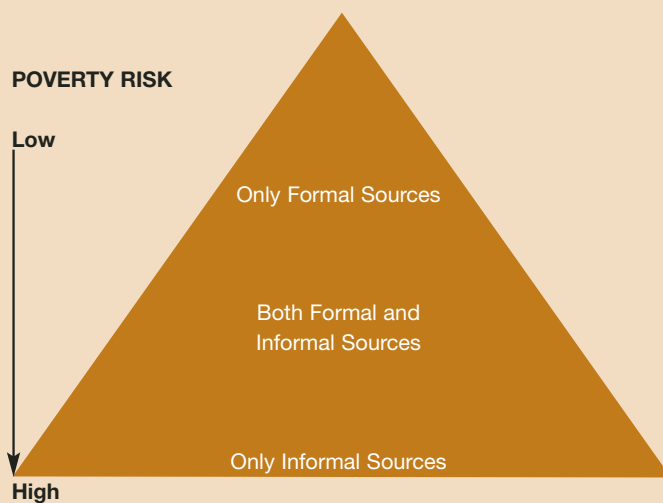 POVERTY RISK
Low
Only Formal Sources
Both Formal and
Informal Sources
Only Informal Sources
High